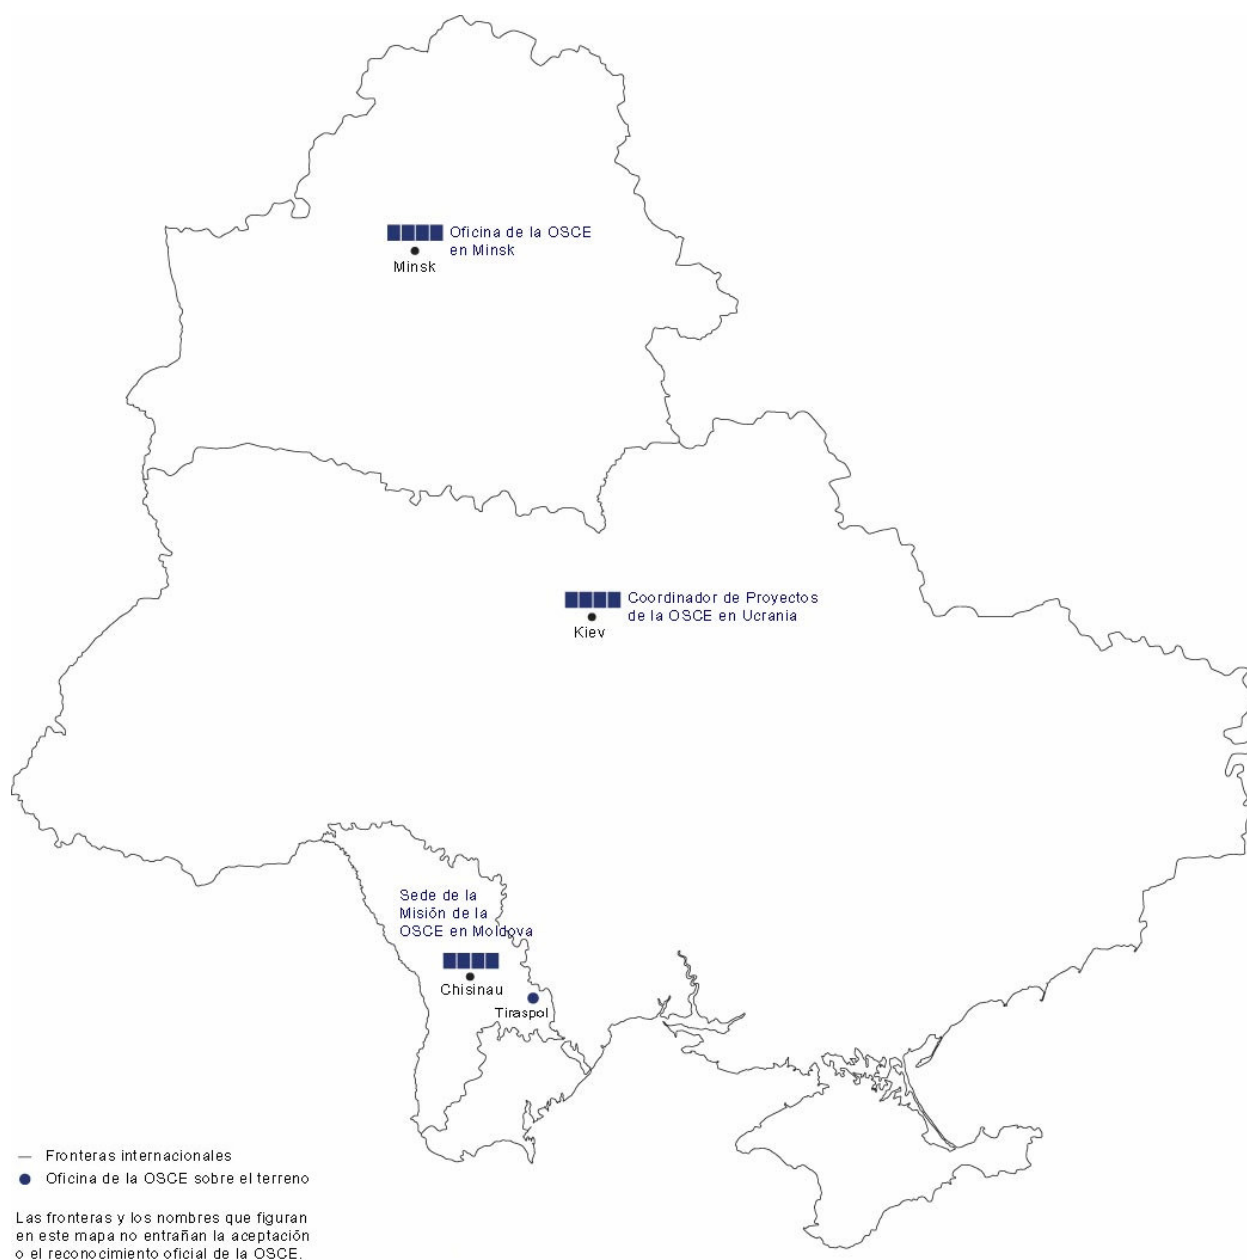 Oficina de la OSCE
en Minsk
Minsk
Coordinador de Proyectos
de la OSCE en Ucrania
Kiev
Sede de la
Misión de la
OSCE en Moldova
Chisinau
Tiraspol
Fronteras internacionales
Oficina de la OSCE sobre el terreno
Las fronteras y los nombres que figuran
en este mapa no entrañan la aceptación
o el reconocimiento oficial de la OSCE.